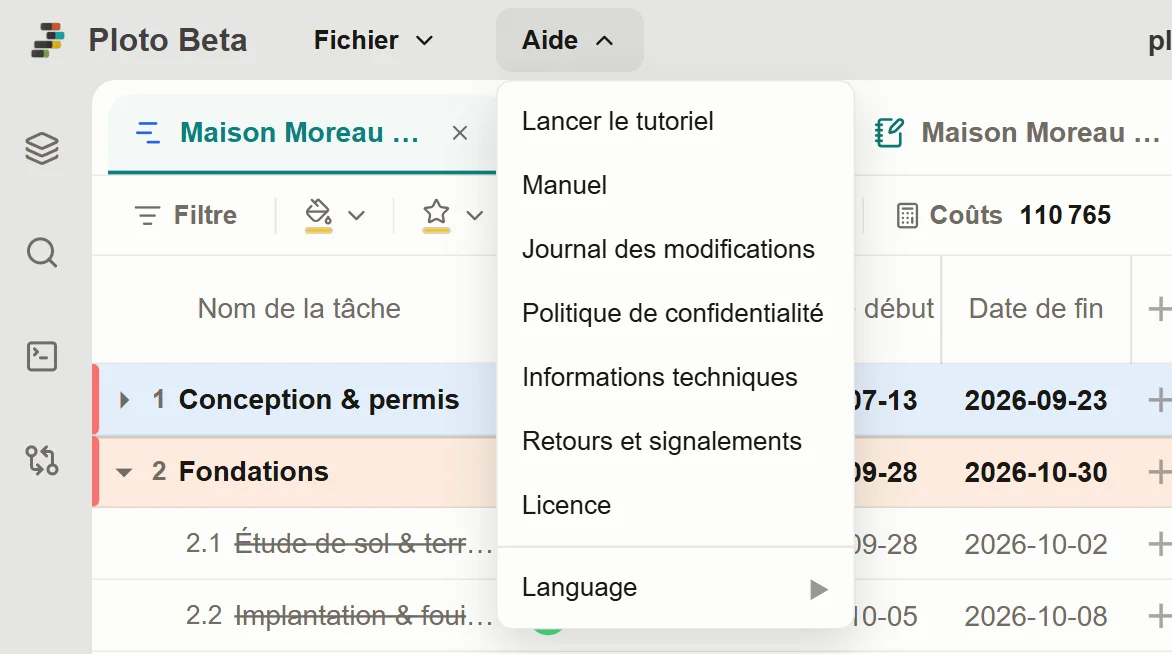 Ploto Beta Fichier Aide
Maison Moreau ... Maison Moreau ...
Filtre Coûts 110 765
Lancer le tutoriel
Manuel
Journal des modifications
Politique de confidentialité
Informations techniques
Retours et signalements
Licence
Language
Nom de la tâche début Date de fin
1 Conception & permis 07-13 2026-09-23
2 Fondations 09-28 2026-10-30
2.1 Étude de sol & terr... 09-28 2026-10-02
2.2 Implantation & foui... 10-05 2026-10-08